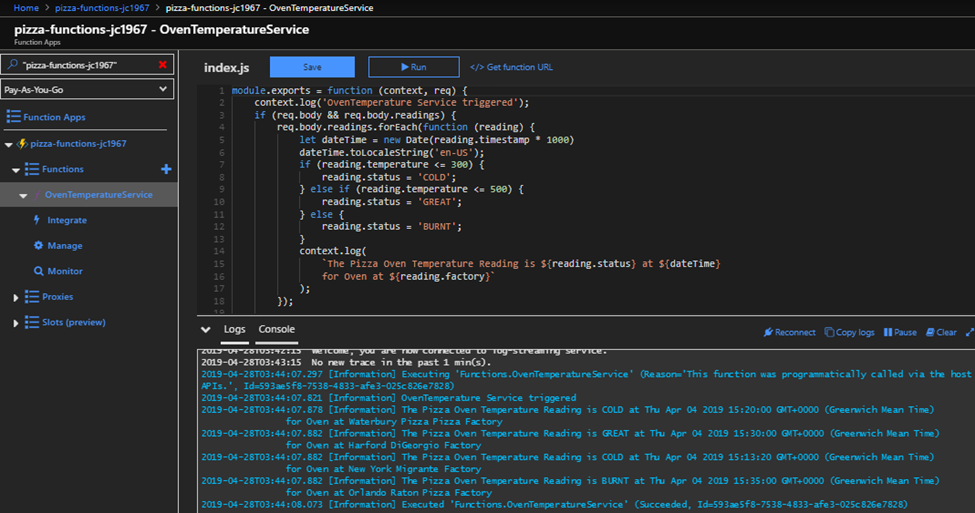 Home > pizza-functions-jc1967 > pizza-functions-jc1967 - OvenTemperatureService
pizza-functions-jc1967 - OvenTemperatureService
Function Apps
"pizza-functions-jc1967"
Pay-As-You-Go
Function Apps
pizza-functions-jc1967
Functions
OvenTemperatureService
Integrate
Manage
Monitor
Proxies
Slots (preview)
index.js Save Run </> Get function URL
1 module.exports = function (context, req) {
2 context.log('OvenTemperature Service triggered');
3 if (req.body && req.body.readings) {
4 req.body.readings.forEach(function (reading) {
5 let dateTime = new Date(reading.timestamp * 1000)
6 dateTime.toLocaleString('en-US');
7 if (reading.temperature <= 300) {
8 reading.status = 'COLD';
9 } else if (reading.temperature <= 500) {
10 reading.status = 'GREAT';
11 } else {
12 reading.status = 'BURNT';
13 }
14 context.log(
15 `The Pizza Oven Temperature Reading is ${reading.status} at ${dateTime}
16 for Oven at ${reading.factory}`
17 );
18 });
19
Logs Console Reconnect Copy logs Pause Clear
2019-04-28T03:42:15 Welcome, you are now connected to log-streaming service.
2019-04-28T03:43:15 No new trace in the past 1 min(s).
2019-04-28T03:44:07.297 [Information] Executing 'Functions.OvenTemperatureService' (Reason='This function was programmatically called via the host
APIs.', Id=593ae5f8-7538-4833-afe3-025c826e7828)
2019-04-28T03:44:07.821 [Information] OvenTemperature Service triggered
2019-04-28T03:44:07.878 [Information] The Pizza Oven Temperature Reading is COLD at Thu Apr 04 2019 15:20:00 GMT+0000 (Greenwich Mean Time)
for Oven at Waterbury Pizza Pizza Factory
2019-04-28T03:44:07.882 [Information] The Pizza Oven Temperature Reading is GREAT at Thu Apr 04 2019 15:30:00 GMT+0000 (Greenwich Mean Time)
for Oven at Harford DiGeorgio Factory
2019-04-28T03:44:07.882 [Information] The Pizza Oven Temperature Reading is COLD at Thu Apr 04 2019 15:13:20 GMT+0000 (Greenwich Mean Time)
for Oven at New York Migrante Factory
2019-04-28T03:44:07.882 [Information] The Pizza Oven Temperature Reading is BURNT at Thu Apr 04 2019 15:35:00 GMT+0000 (Greenwich Mean Time)
for Oven at Orlando Raton Pizza Factory
2019-04-28T03:44:08.073 [Information] Executed 'Functions.OvenTemperatureService' (Succeeded, Id=593ae5f8-7538-4833-afe3-025c826e7828)